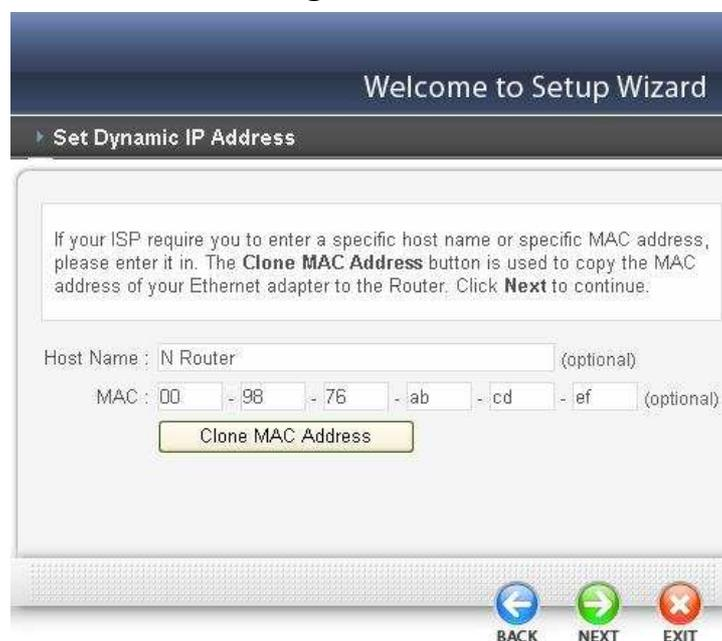 Welcome to Setup Wizard
Set Dynamic IP Address
If your ISP require you to enter a specific host name or specific MAC address,
please enter it in. The Clone MAC Address button is used to copy the MAC
address of your Ethernet adapter to the Router. Click Next to continue.
Host Name : N Router (optional)
MAC : 00 - 98 - 76 - ab - cd - ef (optional)
Clone MAC Address
BACK NEXT EXIT